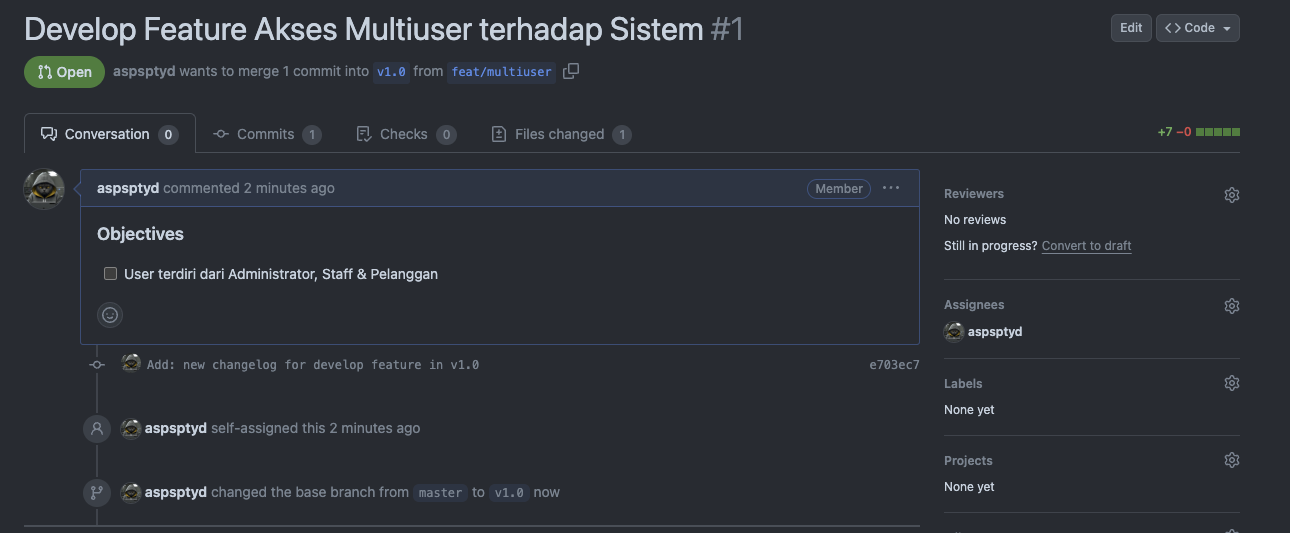 Develop Feature Akses Multiuser terhadap Sistem #1
Edit
<> Code
Open
aspsptyd wants to merge 1 commit into v1.0 from feat/multiuser
Conversation 0
Commits 1
Checks 0
Files changed 1
+7 −0
aspsptyd commented 2 minutes ago
Member
Objectives
User terdiri dari Administrator, Staff & Pelanggan
Add: new changelog for develop feature in v1.0
e703ec7
aspsptyd self-assigned this 2 minutes ago
aspsptyd changed the base branch from master to v1.0 now
Reviewers
No reviews
Still in progress? Convert to draft
Assignees
aspsptyd
Labels
None yet
Projects
None yet